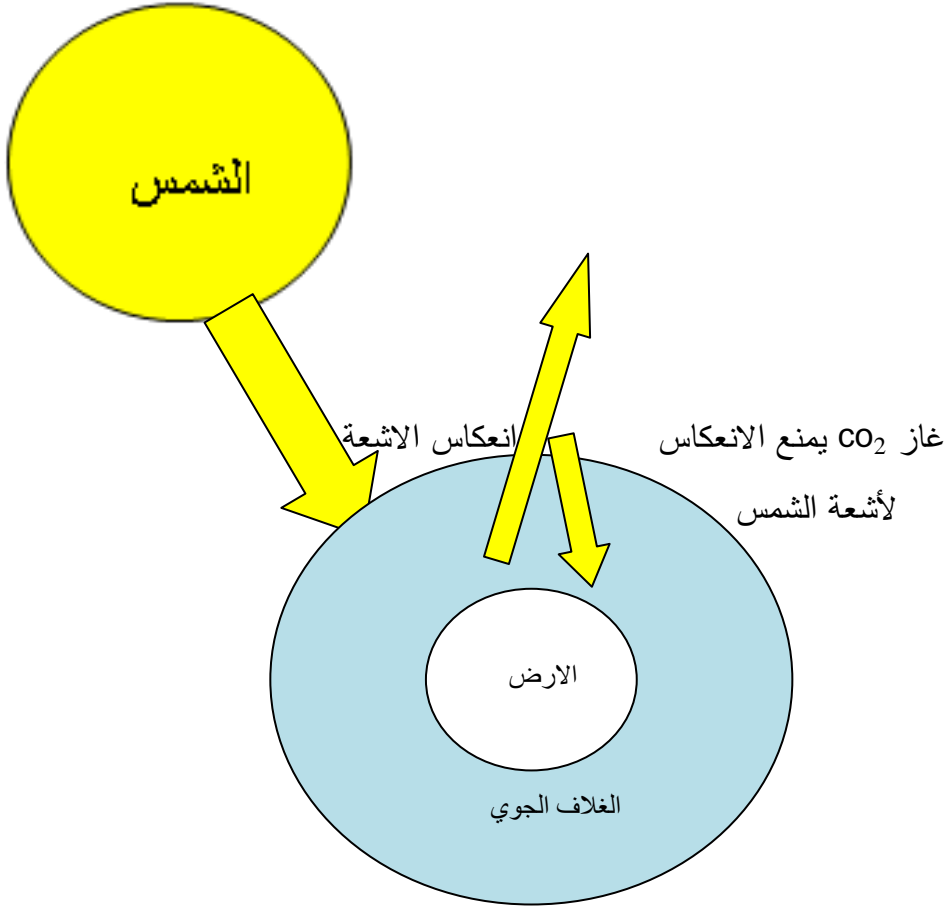 الشمس
غاز co₂ يمنع الانعكاس
لأشعة الشمس
انعكاس الاشعة
الارض
الغلاف الجوي